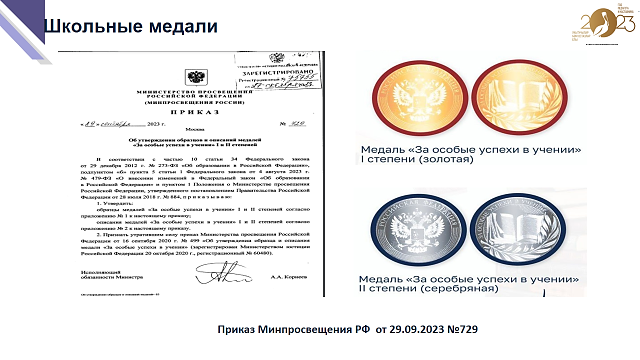 Школьные медали
2023
ЗАРЕГИСТРИРОВАНО
МИНИСТЕРСТВО ПРОСВЕЩЕНИЯ
РОССИЙСКОЙ ФЕДЕРАЦИИ
(МИНПРОСВЕЩЕНИЯ РОССИИ)
ПРИКАЗ
2023 г.
№ 729
Москва
Об утверждении образцов и описаний медалей
«За особые успехи в учении» I и II степеней
В соответствии с частью 10 статьи 34 Федерального закона
от 29 декабря 2012 г. № 273-ФЗ «Об образовании в Российской Федерации»,
подпунктом «б» пункта 5 статьи 1 Федерального закона от 4 августа 2023 г.
№ 479-ФЗ «О внесении изменений в Федеральный закон «Об образовании
в Российской Федерации» и пунктом 1 Положения о Министерстве просвещения
Российской Федерации, утвержденного постановлением Правительства Российской
Федерации от 28 июля 2018 г. № 884, приказываю:
1. Утвердить:
образцы медалей «За особые успехи в учении» I и II степеней согласно
приложению № 1 к настоящему приказу;
описания медалей «За особые успехи в учении» I и II степеней согласно
приложению № 2 к настоящему приказу.
2. Признать утратившим силу приказ Министерства просвещения Российской
Федерации от 16 сентября 2020 г. № 499 «Об утверждении образца и описания
медали «За особые успехи в учении» (зарегистрирован Министерством юстиции
Российской Федерации 20 октября 2020 г., регистрационный № 60480).
Исполняющий
обязанности Министра
А.А. Корнеев
Медаль «За особые успехи в учении»
I степени (золотая)
Медаль «За особые успехи в учении»
II степени (серебряная)
Приказ Минпросвещения РФ от 29.09.2023 №729